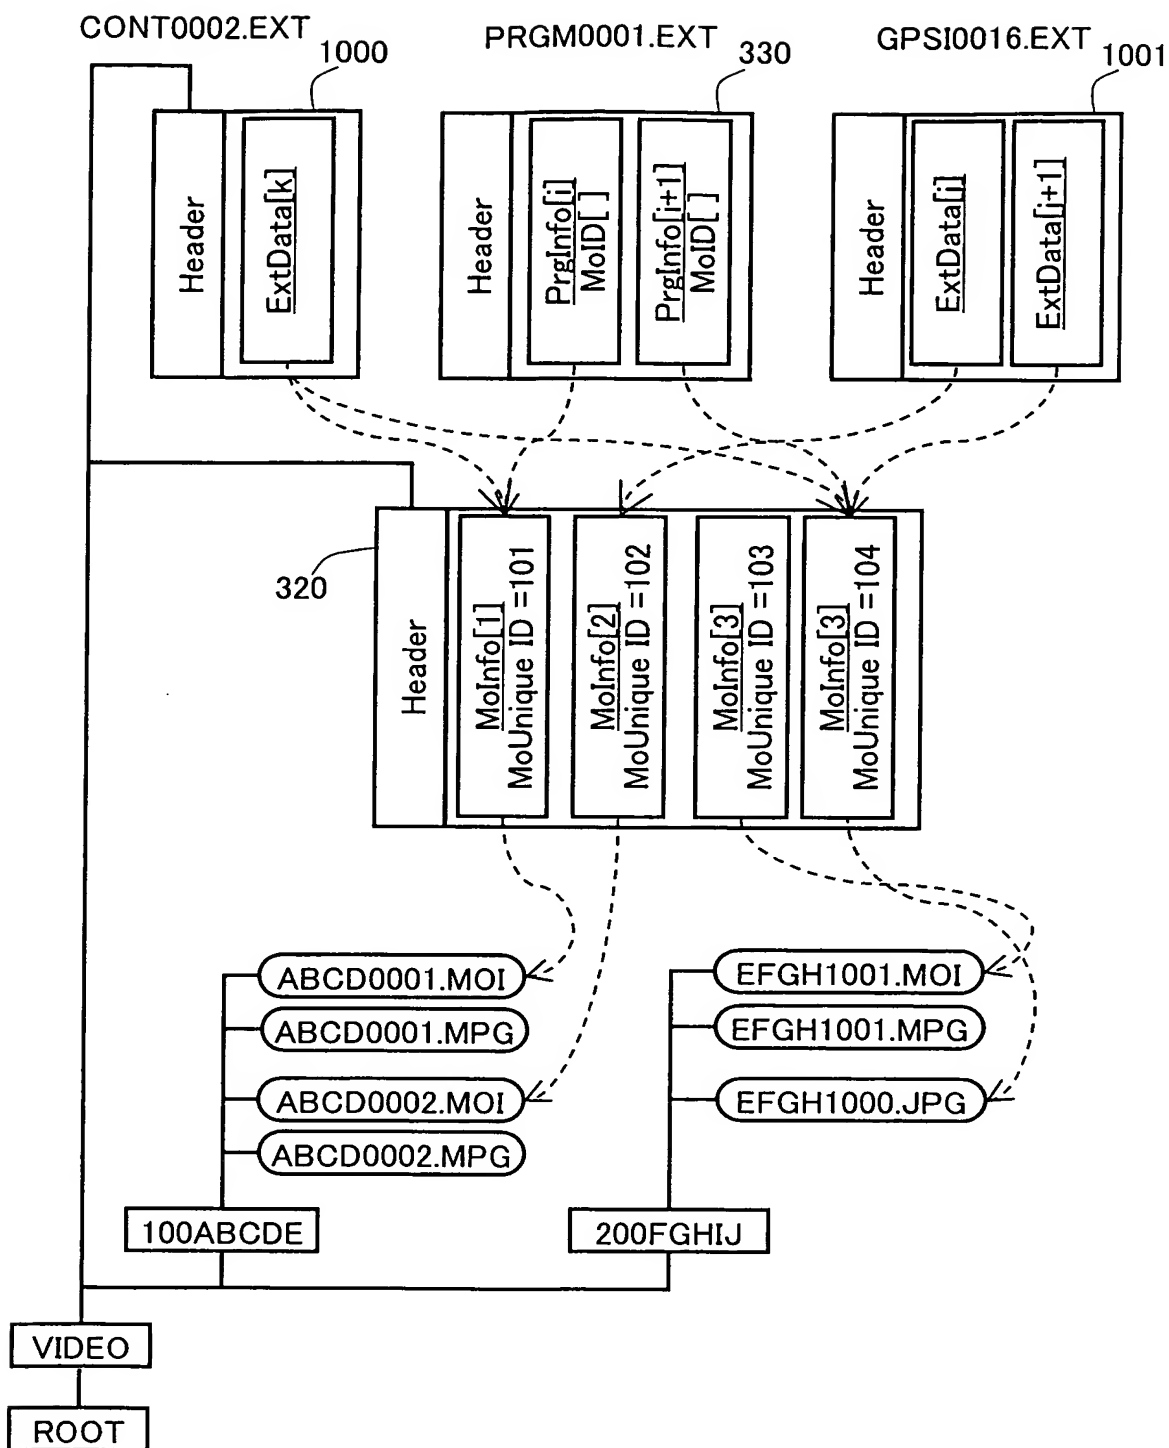 CONT0002.EXT
PRGM0001.EXT
GPSI0016.EXT
1000
330
1001
Header
ExtData[k]
Header
PrgInfo[i]
MoID[ ]
PrgInfo[i+1]
MoID[ ]
Header
ExtData[j]
ExtData[j+1]
320
Header
MoInfo[1]
MoUnique ID =101
MoInfo[2]
MoUnique ID =102
MoInfo[3]
MoUnique ID =103
MoInfo[3]
MoUnique ID =104
ABCD0001.MOI
ABCD0001.MPG
ABCD0002.MOI
ABCD0002.MPG
EFGH1001.MOI
EFGH1001.MPG
EFGH1000.JPG
100ABCDE
200FGHIJ
VIDEO
ROOT